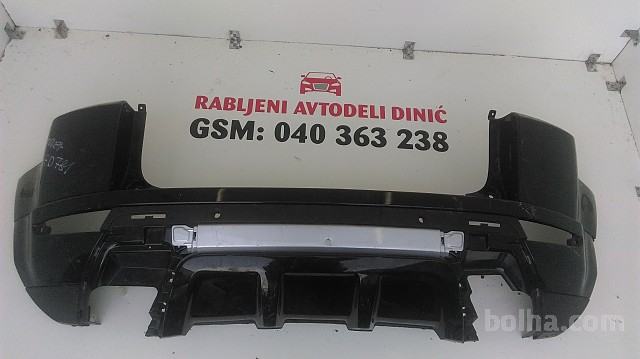 RABLJENI AVTODELI DINIĆ
GSM: 040 363 238
bolha.com